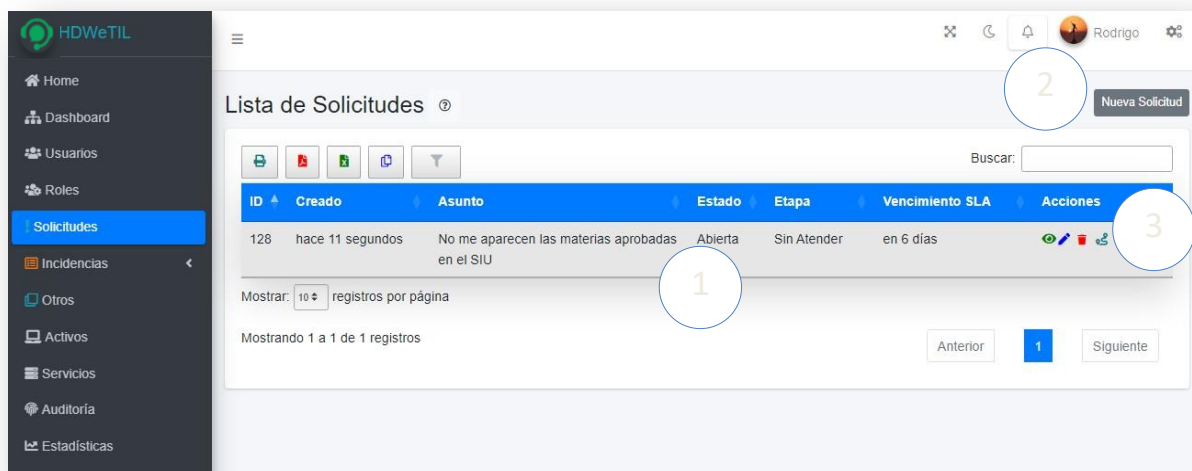 HDWeTIL
Rodrigo
Home
Dashboard
Usuarios
Roles
Solicitudes
Incidencias
Otros
Activos
Servicios
Auditoría
Estadísticas
2
Lista de Solicitudes
Nueva Solicitud
Buscar:
ID Creado Asunto Estado Etapa Vencimiento SLA Acciones
3
128 hace 11 segundos No me aparecen las materias aprobadas Abierta Sin Atender en 6 días
en el SIU
1
Mostrar: 10 registros por página
Mostrando 1 a 1 de 1 registros
Anterior 1 Siguiente